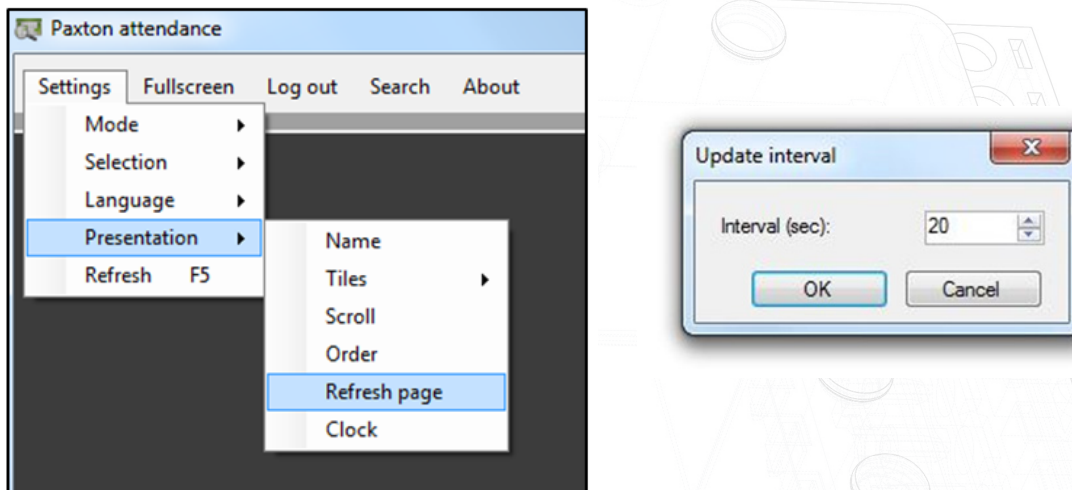 Paxton attendance
Settings Fullscreen Log out Search About
Mode
Selection
Language
Presentation
Refresh F5
Name
Tiles
Scroll
Order
Refresh page
Clock
Update interval
Interval (sec): 20
OK Cancel